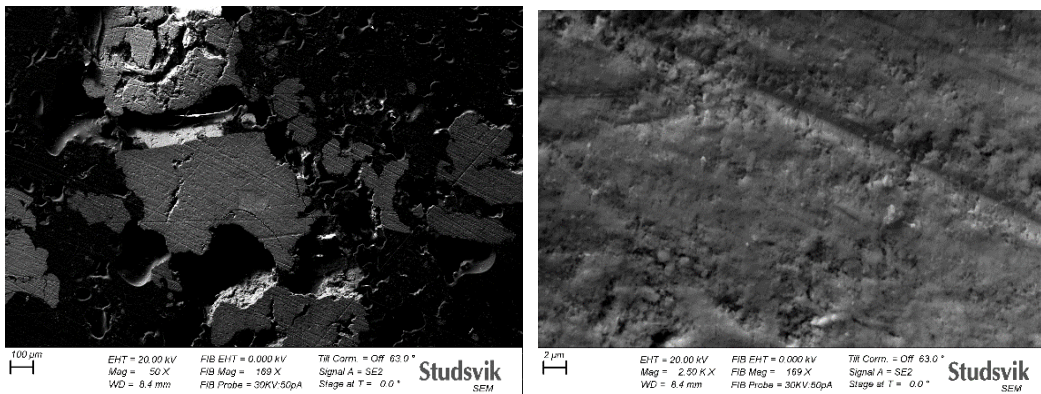 100 µm
EHT = 20.00 kV FIB EHT = 0.000 kV Tilt Corrn. = Off 63.0 °
Mag = 50 X FIB Mag = 169 X Signal A = SE2
WD = 8.4 mm FIB Probe = 30KV:50pA Stage at T = 0.0 °
Studsvik
SEM
2 µm
EHT = 20.00 kV FIB EHT = 0.000 kV Tilt Corrn. = Off 63.0 °
Mag = 2.50 K X FIB Mag = 169 X Signal A = SE2
WD = 8.4 mm FIB Probe = 30KV:50pA Stage at T = 0.0 °
Studsvik
SEM